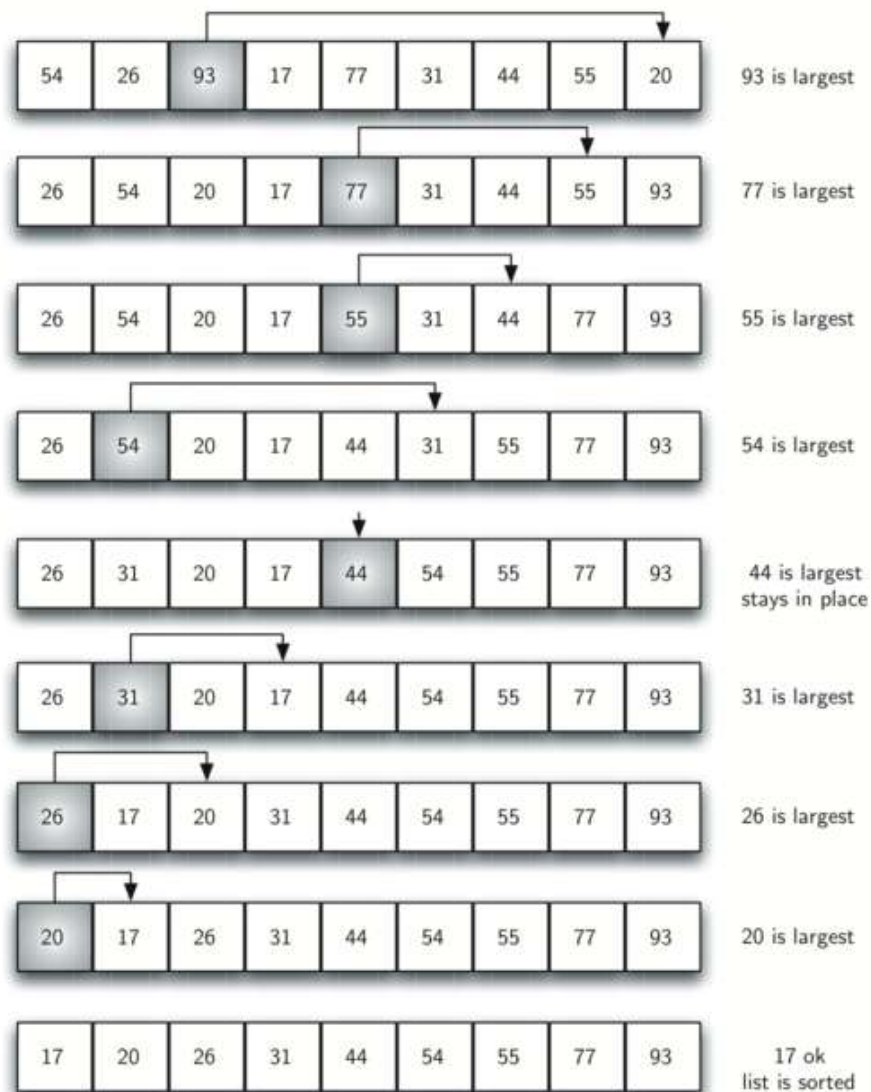 54 26 93 17 77 31 44 55 20 93 is largest
26 54 20 17 77 31 44 55 93 77 is largest
26 54 20 17 55 31 44 77 93 55 is largest
26 54 20 17 44 31 55 77 93 54 is largest
26 31 20 17 44 54 55 77 93 44 is largest
stays in place
26 31 20 17 44 54 55 77 93 31 is largest
26 17 20 31 44 54 55 77 93 26 is largest
20 17 26 31 44 54 55 77 93 20 is largest
17 20 26 31 44 54 55 77 93 17 ok
list is sorted